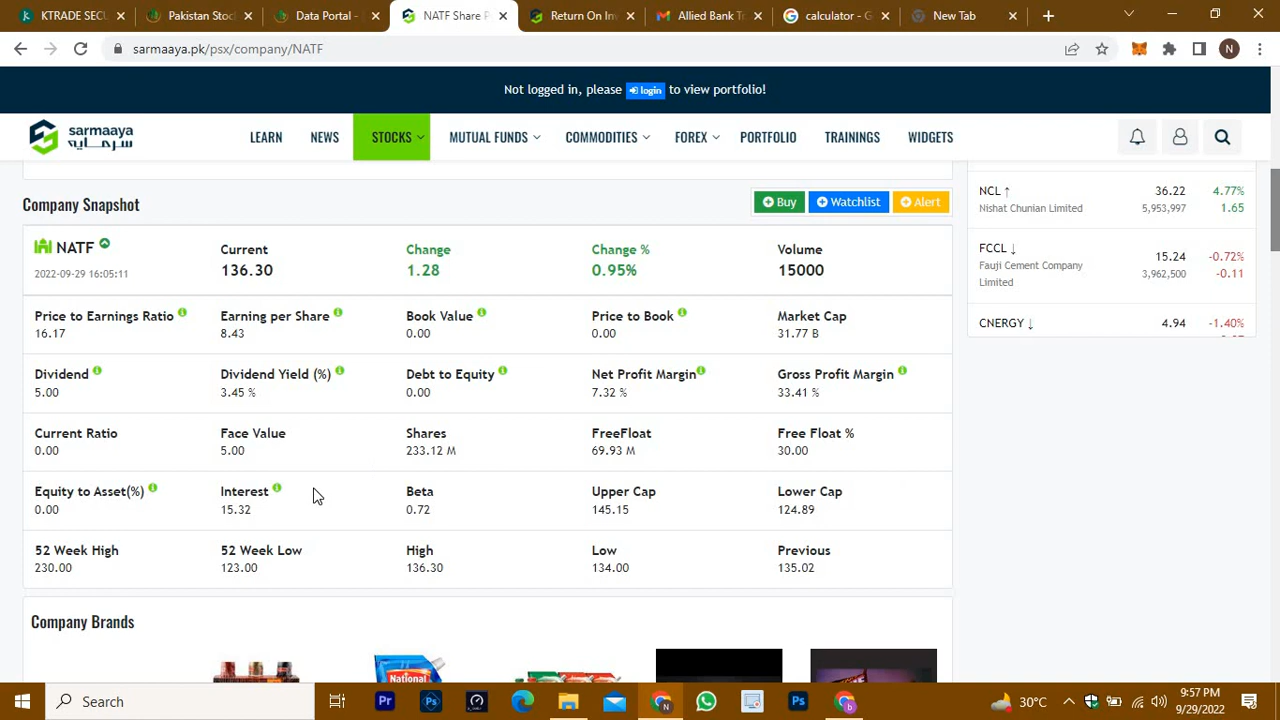 KTRADE SECU
Pakistan Stoc
Data Portal -
NATF Share P
Return On Inv
Allied Bank Tr
calculator - G
New Tab
sarmaaya.pk/psx/company/NATF
N
Not logged in, please login to view portfolio!
sarmaaya
سرمایہ
LEARN
NEWS
STOCKS
MUTUAL FUNDS
COMMODITIES
FOREX
PORTFOLIO
TRAININGS
WIDGETS
Company Snapshot
Buy
Watchlist
Alert
NATF
2022-09-29 16:05:11
Current
136.30
Change
1.28
Change %
0.95%
Volume
15000
Price to Earnings Ratio
16.17
Earning per Share
8.43
Book Value
0.00
Price to Book
0.00
Market Cap
31.77 B
Dividend
5.00
Dividend Yield (%)
3.45 %
Debt to Equity
0.00
Net Profit Margin
7.32 %
Gross Profit Margin
33.41 %
Current Ratio
0.00
Face Value
5.00
Shares
233.12 M
FreeFloat
69.93 M
Free Float %
30.00
Equity to Asset(%)
0.00
Interest
15.32
Beta
0.72
Upper Cap
145.15
Lower Cap
124.89
52 Week High
230.00
52 Week Low
123.00
High
136.30
Low
134.00
Previous
135.02
NCL ↑ 36.22 4.77%
Nishat Chunian Limited 5,953,997 1.65
FCCL ↓ 15.24 -0.72%
Fauji Cement Company Limited 3,962,500 -0.11
CNERGY ↓ 4.94 -1.40%
Company Brands
National
Search
Pr
Ps
N
Ps
b
30°C
9:57 PM
9/29/2022